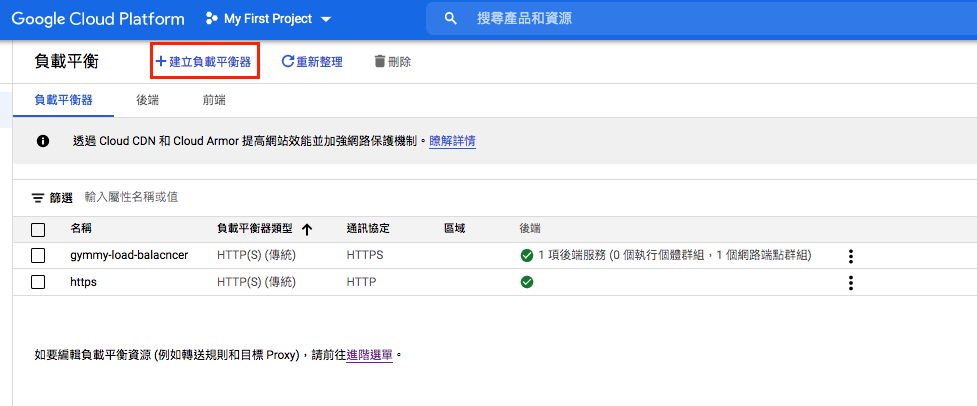 Google Cloud Platform My First Project 搜尋產品和資源
負載平衡 建立負載平衡器 重新整理 刪除
負載平衡器 後端 前端
透過 Cloud CDN 和 Cloud Armor 提高網站效能並加強網路保護機制。瞭解詳情
篩選 輸入屬性名稱或值
名稱 負載平衡器類型 通訊協定 區域 後端
gymmy-load-balacncer HTTP(S) (傳統) HTTPS 1 項後端服務 (0 個執行個體群組，1 個網路端點群組)
https HTTP(S) (傳統) HTTP
如要編輯負載平衡資源 (例如轉送規則和目標 Proxy)，請前往進階選單。